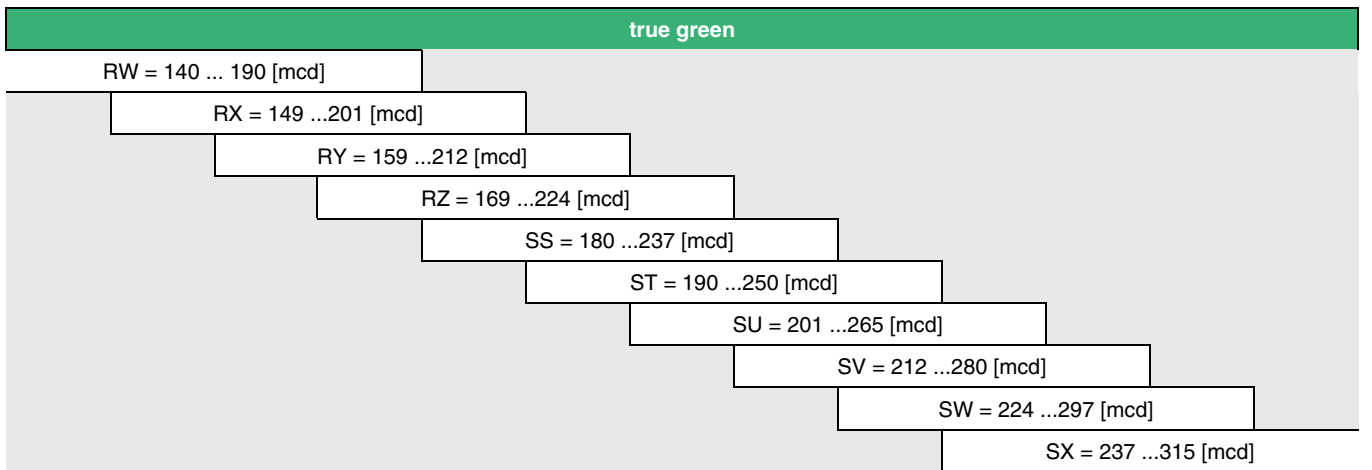 true green
RW = 140 ... 190 [mcd]
RX = 149 ...201 [mcd]
RY = 159 ...212 [mcd]
RZ = 169 ...224 [mcd]
SS = 180 ...237 [mcd]
ST = 190 ...250 [mcd]
SU = 201 ...265 [mcd]
SV = 212 ...280 [mcd]
SW = 224 ...297 [mcd]
SX = 237 ...315 [mcd]